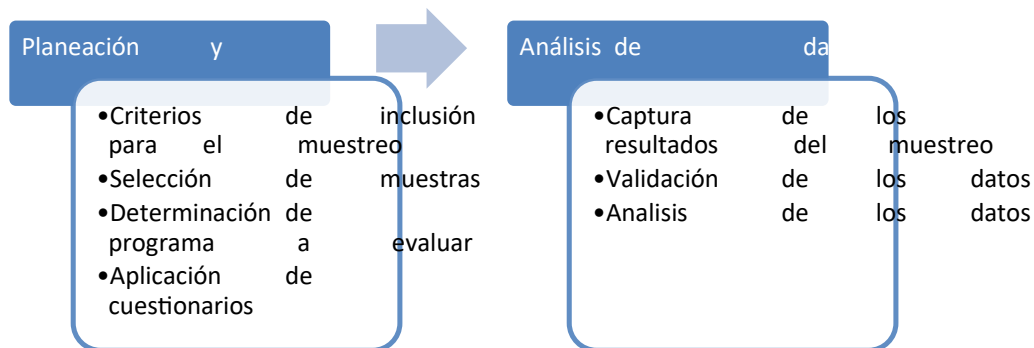 Planeación y
•Criterios de inclusión
para el muestreo
•Selección de muestras
•Determinación de
programa a evaluar
•Aplicación de
cuestionarios
Análisis de da
•Captura de los
resultados del muestreo
•Validación de los datos
•Analisis de los datos